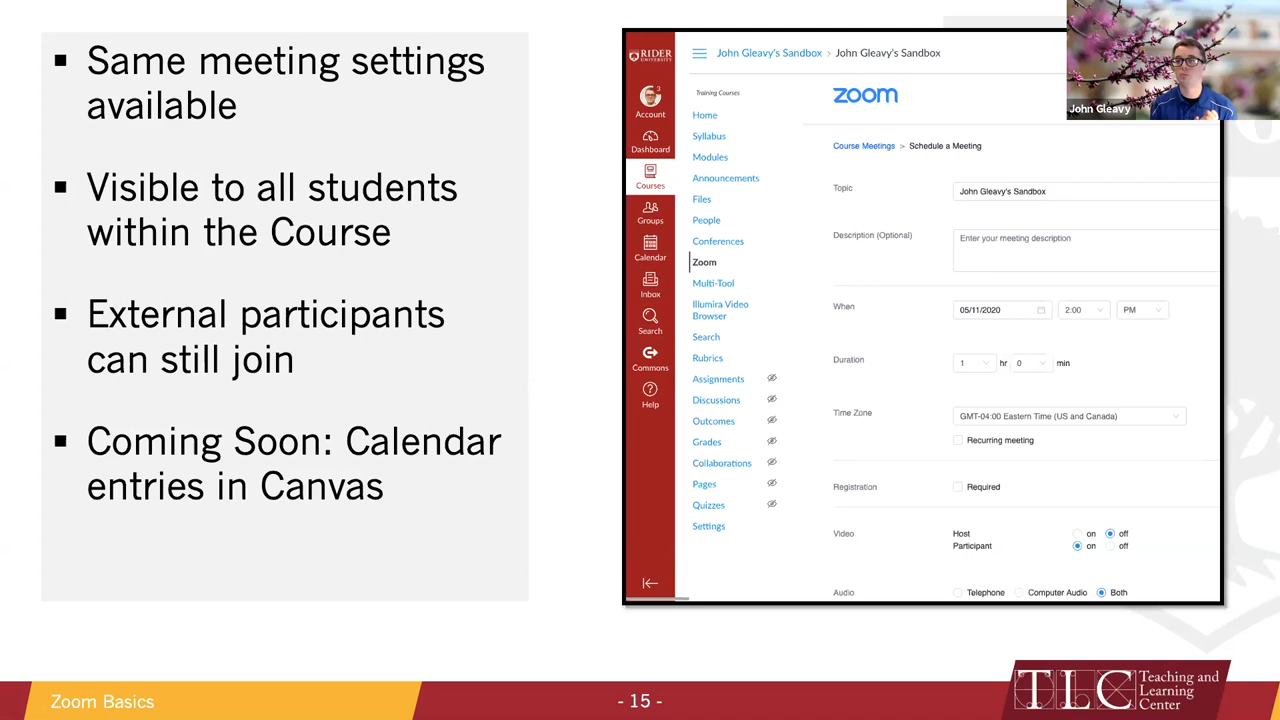 ▪ Same meeting settings
available
▪ Visible to all students
within the Course
▪ External participants
can still join
▪ Coming Soon: Calendar
entries in Canvas
RIDER
UNIVERSITY
3
Account
Dashboard
Courses
Groups
Calendar
Inbox
Search
Commons
Help
John Gleavy's Sandbox › John Gleavy's Sandbox
Training Courses
Home
Syllabus
Modules
Announcements
Files
People
Conferences
Zoom
Multi-Tool
Illumira Video
Browser
Search
Rubrics
Assignments
Discussions
Outcomes
Grades
Collaborations
Pages
Quizzes
Settings
zoom
Course Meetings > Schedule a Meeting
Topic John Gleavy's Sandbox
Description (Optional) Enter your meeting description
When 05/11/2020 2:00 PM
Duration 1 hr 0 min
Time Zone GMT-04:00 Eastern Time (US and Canada)
Recurring meeting
Registration Required
Video Host on off
Participant on off
Audio Telephone Computer Audio Both
John Gleavy
Zoom Basics
- 15 -
TLC Teaching and
Learning
Center